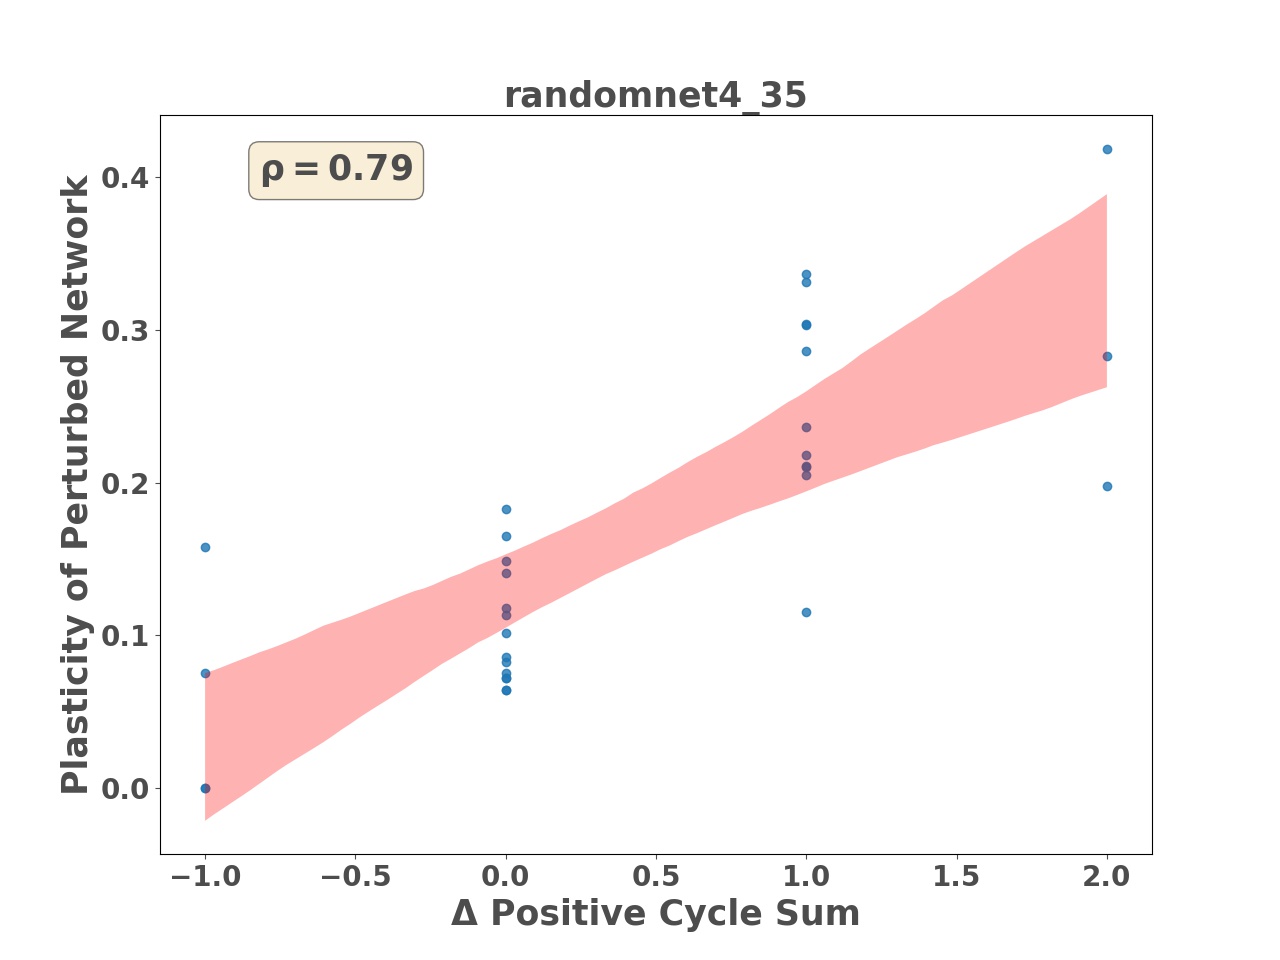 randomnet4_35
ρ = 0.79
Plasticity of Perturbed Network
0.4
0.3
0.2
0.1
0.0
−1.0 −0.5 0.0 0.5 1.0 1.5 2.0
Δ Positive Cycle Sum